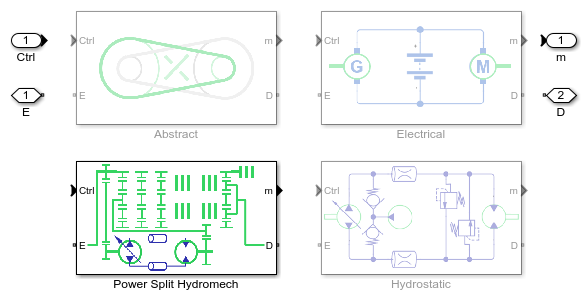 1
Ctrl
1
E
Ctrl
m
E
D
Abstract
Ctrl
m
G
M
E
D
Electrical
1
m
2
D
Ctrl
m
E
D
Power Split Hydromech
Ctrl
m
E
D
Hydrostatic